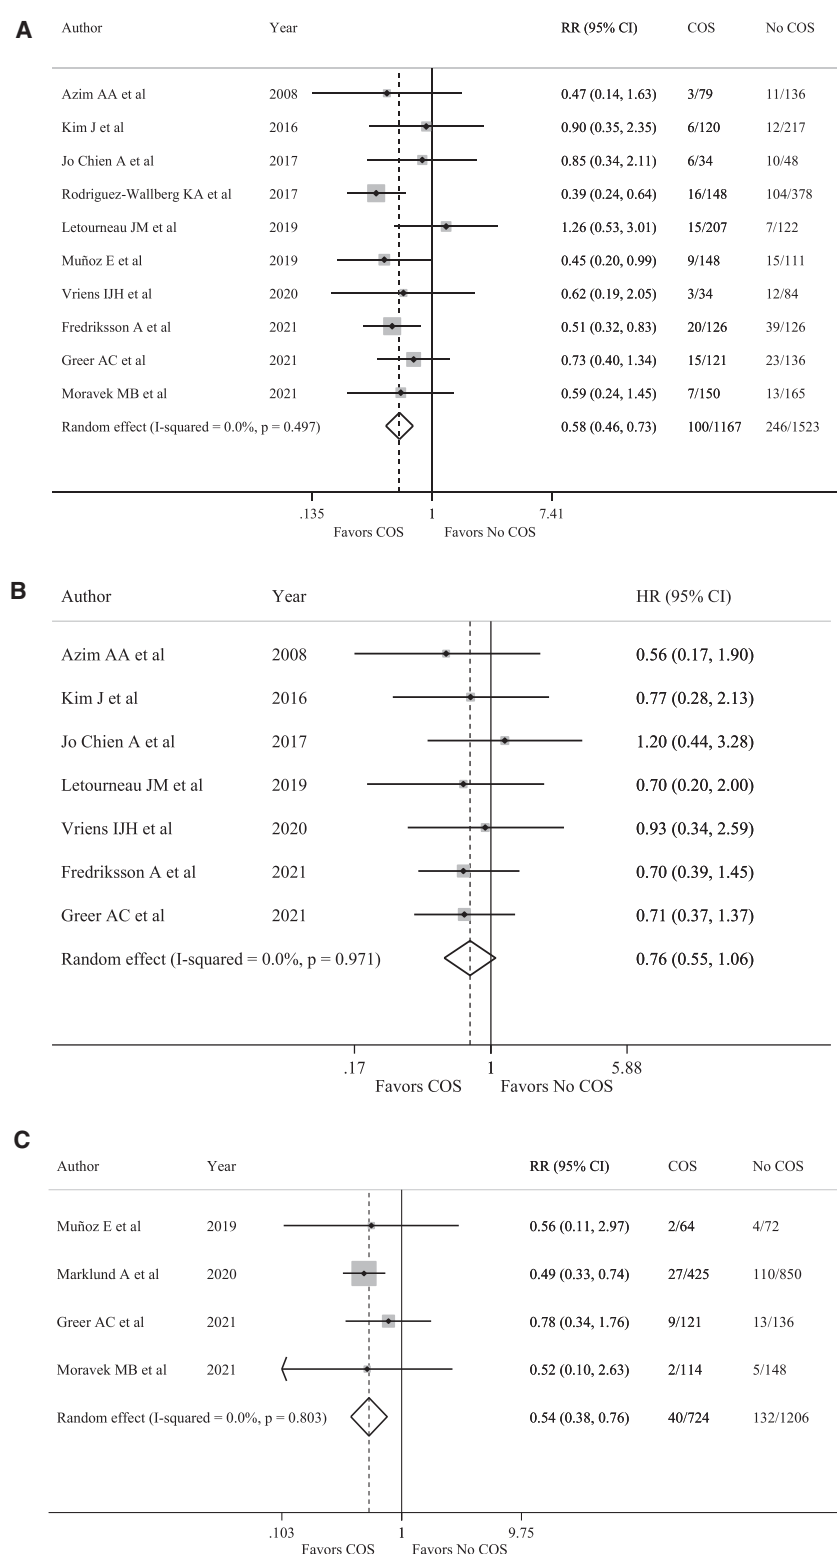 A
Author Year RR (95% CI) COS No COS
Azim AA et al 2008 0.47 (0.14, 1.63) 3/79 11/136
Kim J et al 2016 0.90 (0.35, 2.35) 6/120 12/217
Jo Chien A et al 2017 0.85 (0.34, 2.11) 6/34 10/48
Rodriguez-Wallberg KA et al 2017 0.39 (0.24, 0.64) 16/148 104/378
Letourneau JM et al 2019 1.26 (0.53, 3.01) 15/207 7/122
Muñoz E et al 2019 0.45 (0.20, 0.99) 9/148 15/111
Vriens IJH et al 2020 0.62 (0.19, 2.05) 3/34 12/84
Fredriksson A et al 2021 0.51 (0.32, 0.83) 20/126 39/126
Greer AC et al 2021 0.73 (0.40, 1.34) 15/121 23/136
Moravek MB et al 2021 0.59 (0.24, 1.45) 7/150 13/165
Random effect (I-squared = 0.0%, p = 0.497) 0.58 (0.46, 0.73) 100/1167 246/1523
.135 1 7.41
Favors COS Favors No COS
B
Author Year HR (95% CI)
Azim AA et al 2008 0.56 (0.17, 1.90)
Kim J et al 2016 0.77 (0.28, 2.13)
Jo Chien A et al 2017 1.20 (0.44, 3.28)
Letourneau JM et al 2019 0.70 (0.20, 2.00)
Vriens IJH et al 2020 0.93 (0.34, 2.59)
Fredriksson A et al 2021 0.70 (0.39, 1.45)
Greer AC et al 2021 0.71 (0.37, 1.37)
Random effect (I-squared = 0.0%, p = 0.971) 0.76 (0.55, 1.06)
.17 1 5.88
Favors COS Favors No COS
C
Author Year RR (95% CI) COS No COS
Muñoz E et al 2019 0.56 (0.11, 2.97) 2/64 4/72
Marklund A et al 2020 0.49 (0.33, 0.74) 27/425 110/850
Greer AC et al 2021 0.78 (0.34, 1.76) 9/121 13/136
Moravek MB et al 2021 0.52 (0.10, 2.63) 2/114 5/148
Random effect (I-squared = 0.0%, p = 0.803) 0.54 (0.38, 0.76) 40/724 132/1206
.103 1 9.75
Favors COS Favors No COS